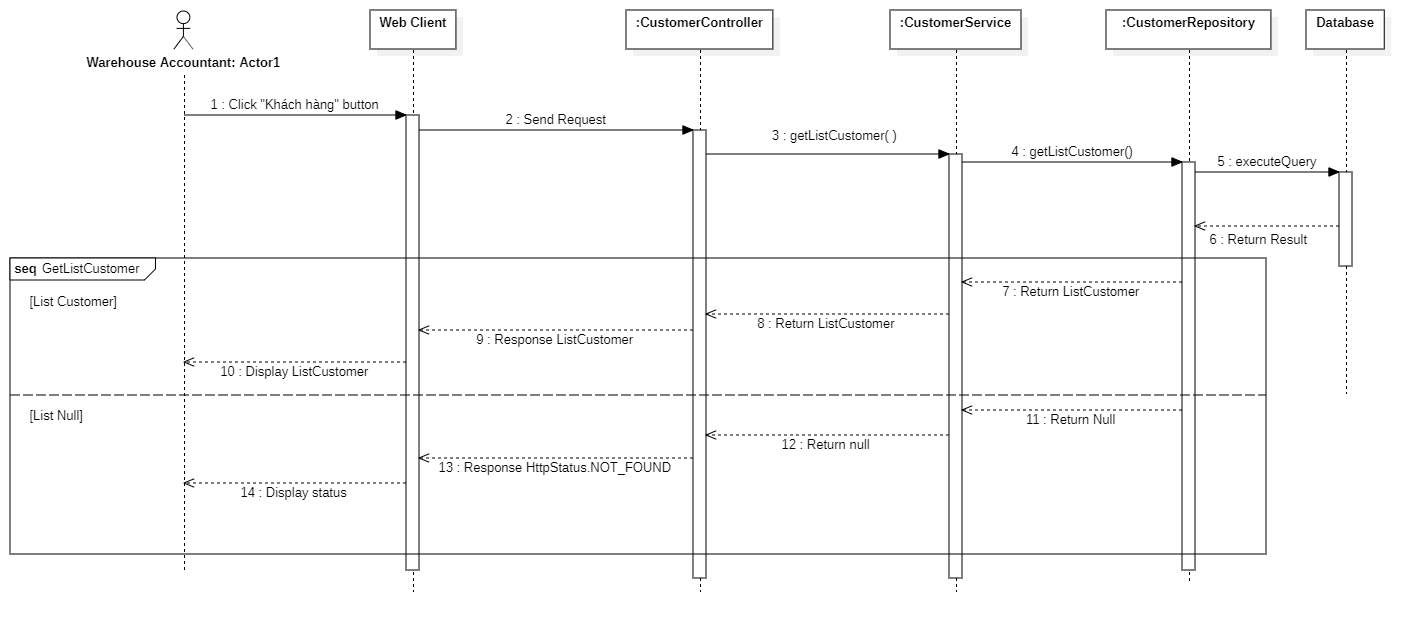 Web Client
:CustomerController
:CustomerService
:CustomerRepository
Database
Warehouse Accountant: Actor1
1 : Click "Khách hàng" button
2 : Send Request
3 : getListCustomer( )
4 : getListCustomer()
5 : executeQuery
6 : Return Result
seq GetListCustomer
[List Customer]
7 : Return ListCustomer
8 : Return ListCustomer
9 : Response ListCustomer
10 : Display ListCustomer
[List Null]
11 : Return Null
12 : Return null
13 : Response HttpStatus.NOT_FOUND
14 : Display status